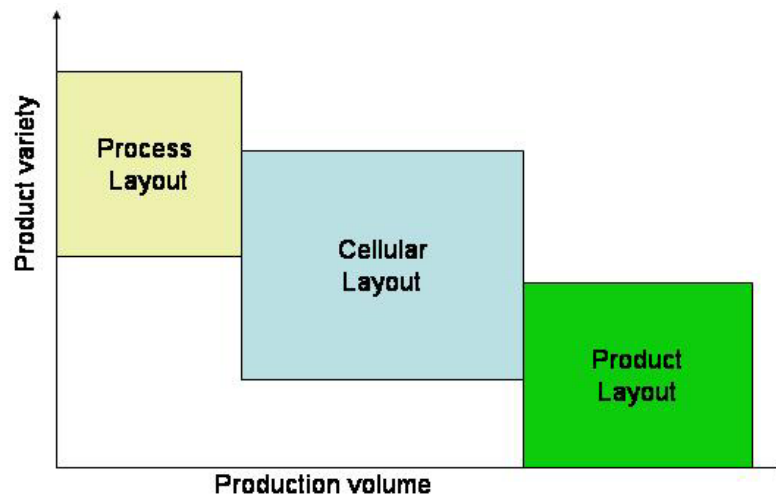 Product variety
Process
Layout
Cellular
Layout
Product
Layout
Production volume